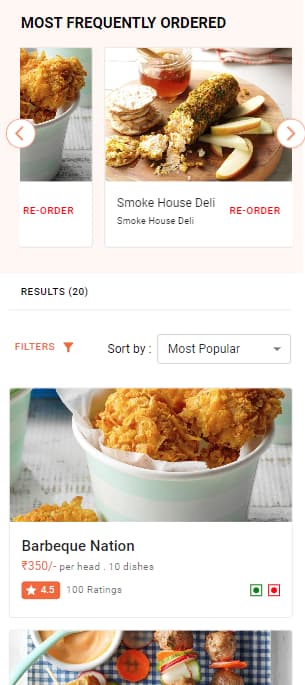 MOST FREQUENTLY ORDERED
RE-ORDER
Smoke House Deli
Smoke House Deli
RE-ORDER
RESULTS (20)
FILTERS
Sort by :
Most Popular
Barbeque Nation
₹350/- per head . 10 dishes
4.5 100 Ratings